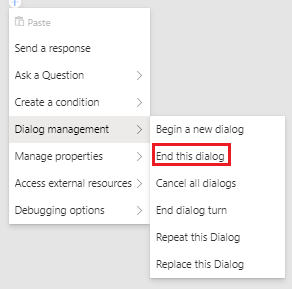 Paste
Send a response
Ask a Question
Create a condition
Dialog management
Manage properties
Access external resources
Debugging options
Begin a new dialog
End this dialog
Cancel all dialogs
End dialog turn
Repeat this Dialog
Replace this Dialog